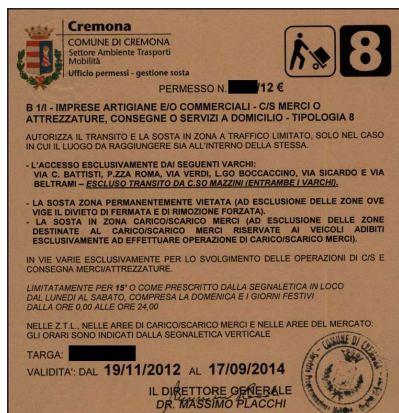 Cremona
COMUNE DI CREMONA
Settore Ambiente Trasporti
Mobilità
Ufficio permessi - gestione sosta
8
PERMESSO N. /12 €
B 1/I - IMPRESE ARTIGIANE E/O COMMERCIALI - C/S MERCI O
ATTREZZATURE, CONSEGNE O SERVIZI A DOMICILIO - TIPOLOGIA 8
AUTORIZZA IL TRANSITO E LA SOSTA IN ZONA A TRAFFICO LIMITATO, SOLO NEL CASO
IN CUI IL LUOGO DA RAGGIUNGERE SIA ALL'INTERNO DELLA STESSA.
- L'ACCESSO ESCLUSIVAMENTE DAI SEGUENTI VARCHI:
VIA C. BATTISTI, P.ZZA ROMA, VIA VERDI, L.GO BOCCACCINO, VIA SICARDO E VIA
BELTRAMI – ESCLUSO TRANSITO DA C.SO MAZZINI (ENTRAMBE I VARCHI).
- LA SOSTA ZONA PERMANENTEMENTE VIETATA (AD ESCLUSIONE DELLE ZONE OVE
VIGE IL DIVIETO DI FERMATA E DI RIMOZIONE FORZATA).
- LA SOSTA IN ZONA CARICO/SCARICO MERCI (AD ESCLUSIONE DELLE ZONE
DESTINATE AL CARICO/SCARICO MERCI RISERVATE AI VEICOLI ADIBITI
ESCLUSIVAMENTE AD EFFETTUARE OPERAZIONE DI CARICO/SCARICO MERCI).
IN VIE VARIE ESCLUSIVAMENTE PER LO SVOLGIMENTO DELLE OPERAZIONI DI C/S E
CONSEGNA MERCI/ATTREZZATURE.
LIMITATAMENTE PER 15' O COME PRESCRITTO DALLA SEGNALETICA IN LOCO
DAL LUNEDI AL SABATO, COMPRESA LA DOMENICA E I GIORNI FESTIVI
DALLA ORE 0,00 ALLE ORE 24,00
NELLE Z.T.L., NELLE AREE DI CARICO/SCARICO MERCI E NELLE AREE DEL MERCATO:
GLI ORARI SONO INDICATI DALLA SEGNALETICA VERTICALE
TARGA:
VALIDITA': DAL 19/11/2012 AL 17/09/2014
IL DIRETTORE GENERALE
DR. MASSIMO PLACCHI
COMUNE DI CREMONA